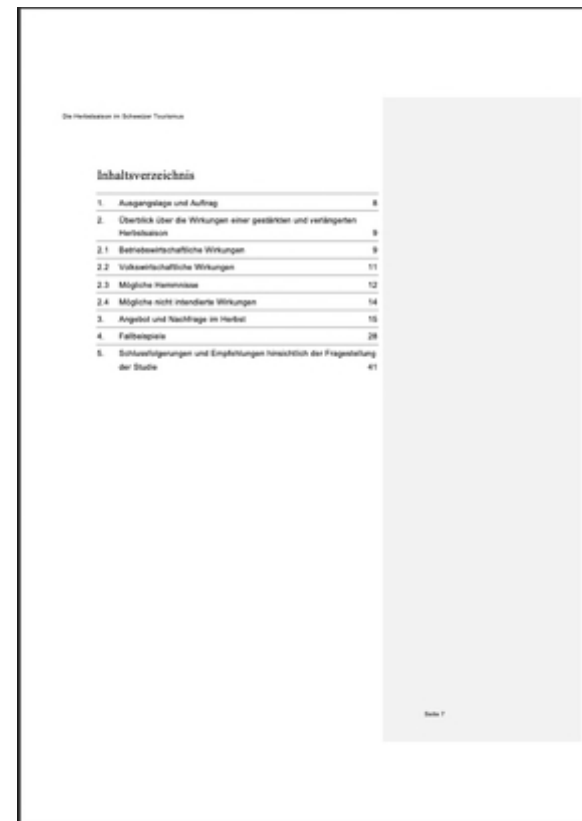 Die Herbstsaison im Schweizer Tourismus
Inhaltsverzeichnis
1. Ausgangslage und Auftrag 8
2. Überblick über die Wirkungen einer gestärkten und verlängerten
Herbstsaison 9
2.1 Betriebswirtschaftliche Wirkungen 9
2.2 Volkswirtschaftliche Wirkungen 11
2.3 Mögliche Hemmnisse 12
2.4 Mögliche nicht intendierte Wirkungen 14
3. Angebot und Nachfrage im Herbst 15
4. Fallbeispiele 28
5. Schlussfolgerungen und Empfehlungen hinsichtlich der Fragestellung
der Studie 41
Seite 7